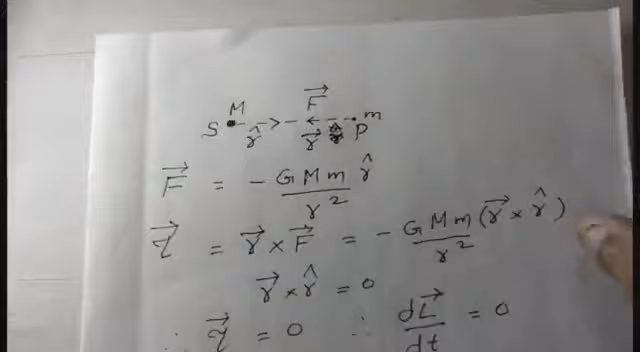 M F⃗ m
S r̂ r⃗ P
F⃗ = - GMm/r² r̂
τ⃗ = r⃗ × F⃗ = - GMm/r² (r⃗ × r̂)
r⃗ × r̂ = 0
∴ τ⃗ = 0 ∴ dL⃗/dt = 0